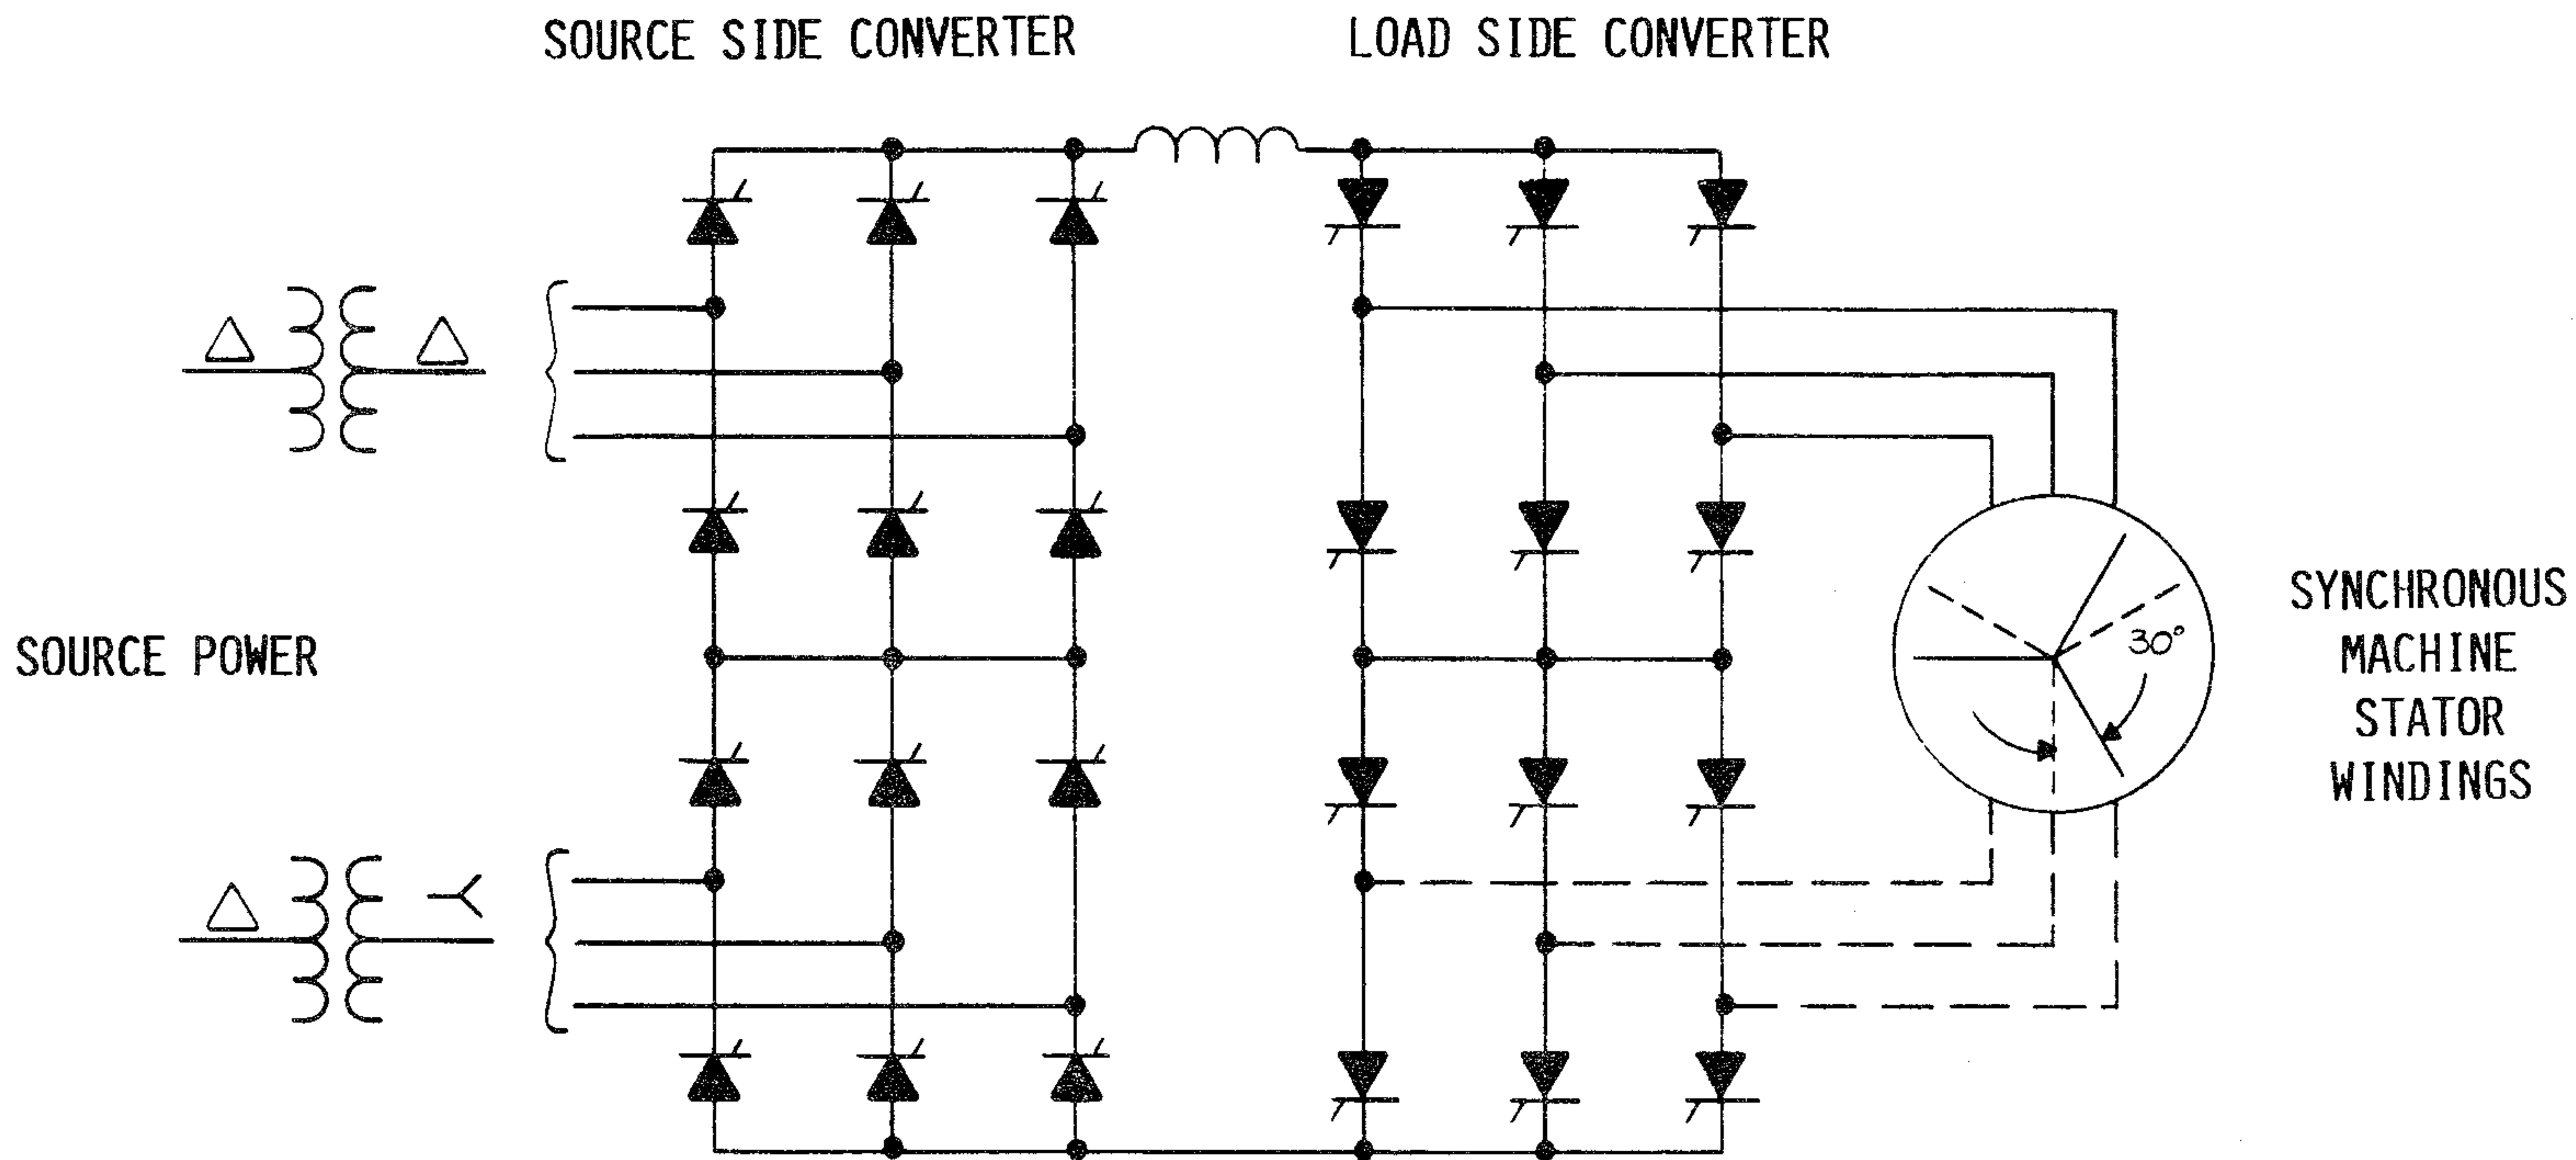 SOURCE SIDE CONVERTER
LOAD SIDE CONVERTER
SOURCE POWER
30°
SYNCHRONOUS
MACHINE
STATOR
WINDINGS